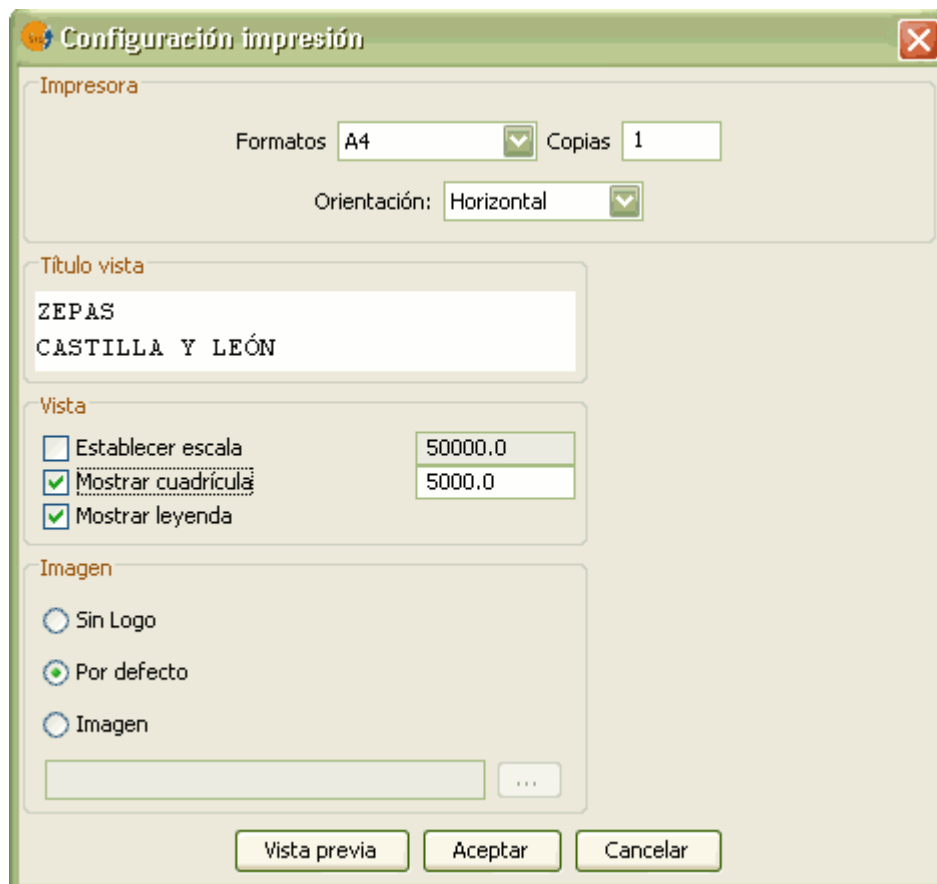 Configuración impresión
Impresora
Formatos A4 Copias 1
Orientación: Horizontal
Título vista
ZEPAS
CASTILLA Y LEÓN
Vista
Establecer escala 50000.0
Mostrar cuadrícula 5000.0
Mostrar leyenda
Imagen
Sin Logo
Por defecto
Imagen
...
Vista previa Aceptar Cancelar